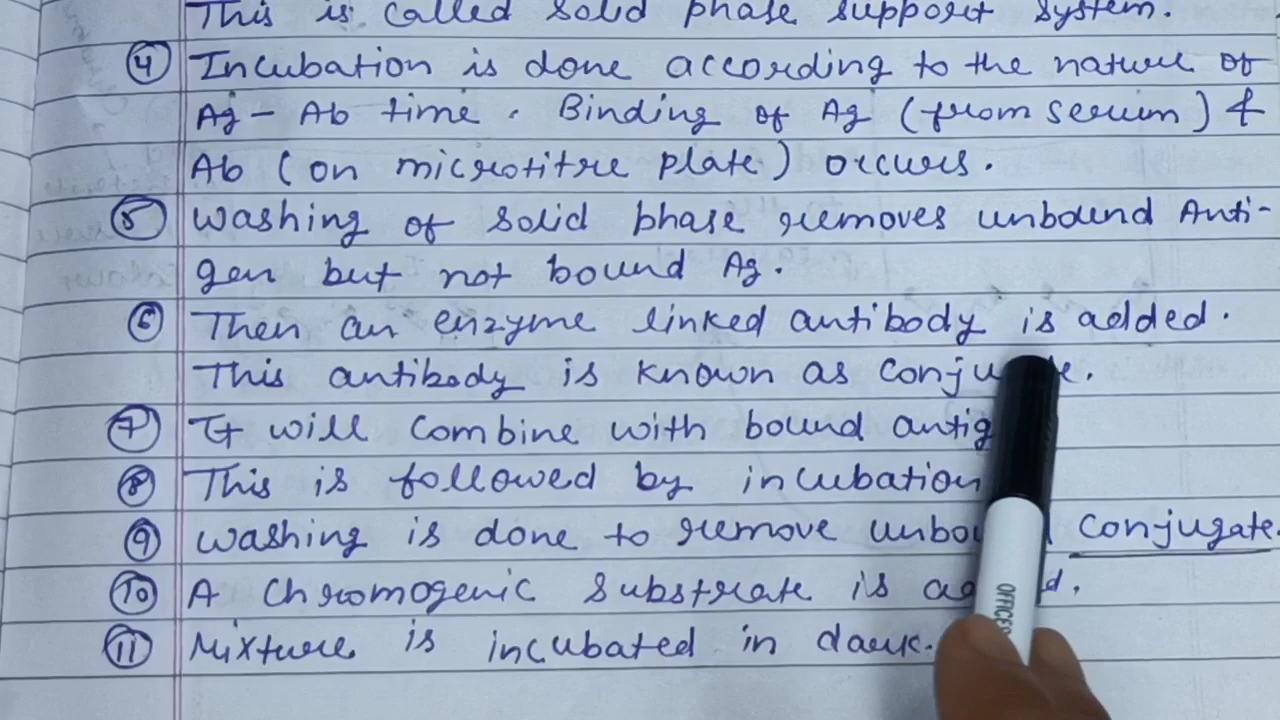 This is called solid phase support system.
④ Incubation is done according to the nature of
Ag - Ab time. Binding of Ag (from serum) &
Ab (on microtitre plate) occurs.
⑤ Washing of solid phase removes unbound Anti-
gen but not bound Ag.
⑥ Then an enzyme linked antibody is added.
This antibody is known as conju te.
⑦ It will combine with bound antig
⑧ This is followed by incubation
⑨ Washing is done to remove unbou conjugate.
⑩ A Chromogenic substrate is ad d.
⑪ Mixture is incubated in dark.
OFFICE